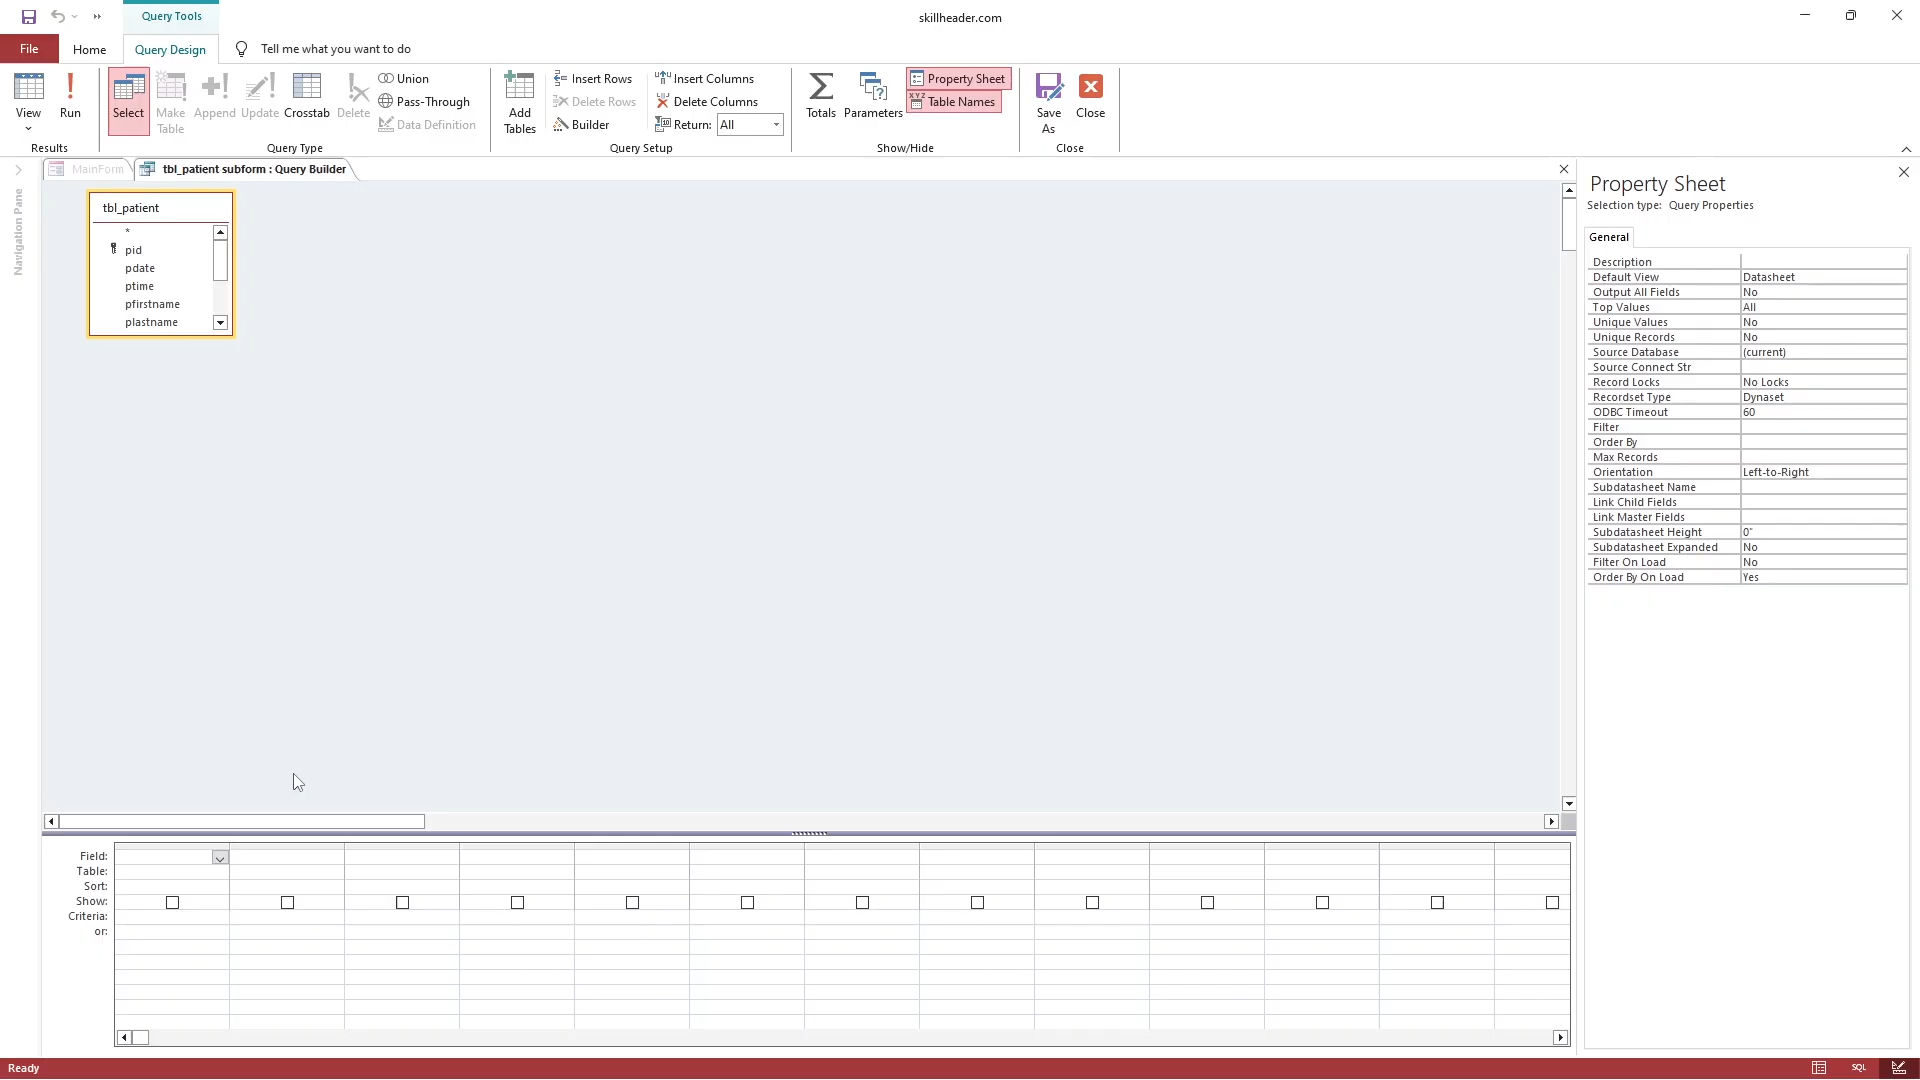 Query Tools
skillheader.com
File
Home
Query Design
Tell me what you want to do
View
Run
Select
Make Table
Append
Update
Crosstab
Delete
Union
Pass-Through
Data Definition
Add Tables
Insert Rows
Delete Rows
Builder
Insert Columns
Delete Columns
Return: All
Totals
Parameters
Property Sheet
Table Names
Save As
Close
Results
Query Type
Query Setup
Show/Hide
Close
MainForm
tbl_patient subform : Query Builder
Navigation Pane
tbl_patient
*
pid
pdate
ptime
pfirstname
plastname
Field:
Table:
Sort:
Show:
Criteria:
or:
Property Sheet
Selection type: Query Properties
General
Description
Default View Datasheet
Output All Fields No
Top Values All
Unique Values No
Unique Records No
Source Database (current)
Source Connect Str
Record Locks No Locks
Recordset Type Dynaset
ODBC Timeout 60
Filter
Order By
Max Records
Orientation Left-to-Right
Subdatasheet Name
Link Child Fields
Link Master Fields
Subdatasheet Height 0"
Subdatasheet Expanded No
Filter On Load No
Order By On Load Yes
Ready
SQL